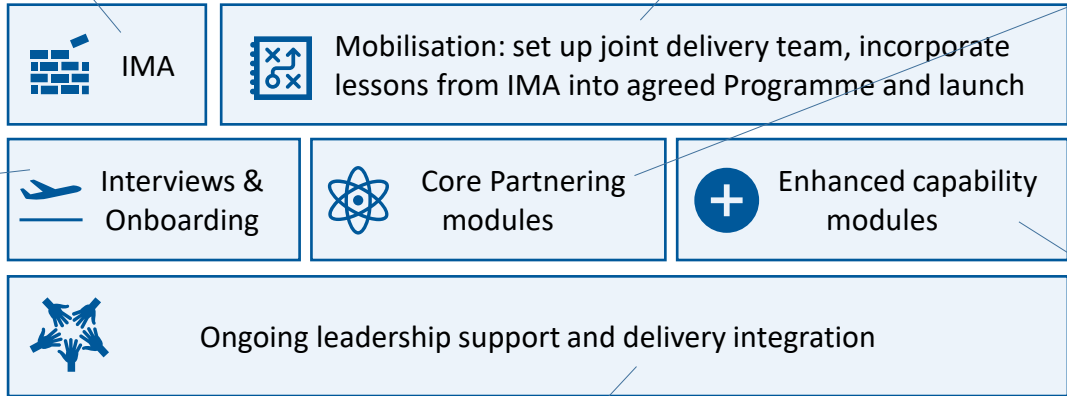 IMA
Mobilisation: set up joint delivery team, incorporate
lessons from IMA into agreed Programme and launch
Interviews &
Onboarding
Core Partnering
modules
Enhanced capability
modules
Ongoing leadership support and delivery integration